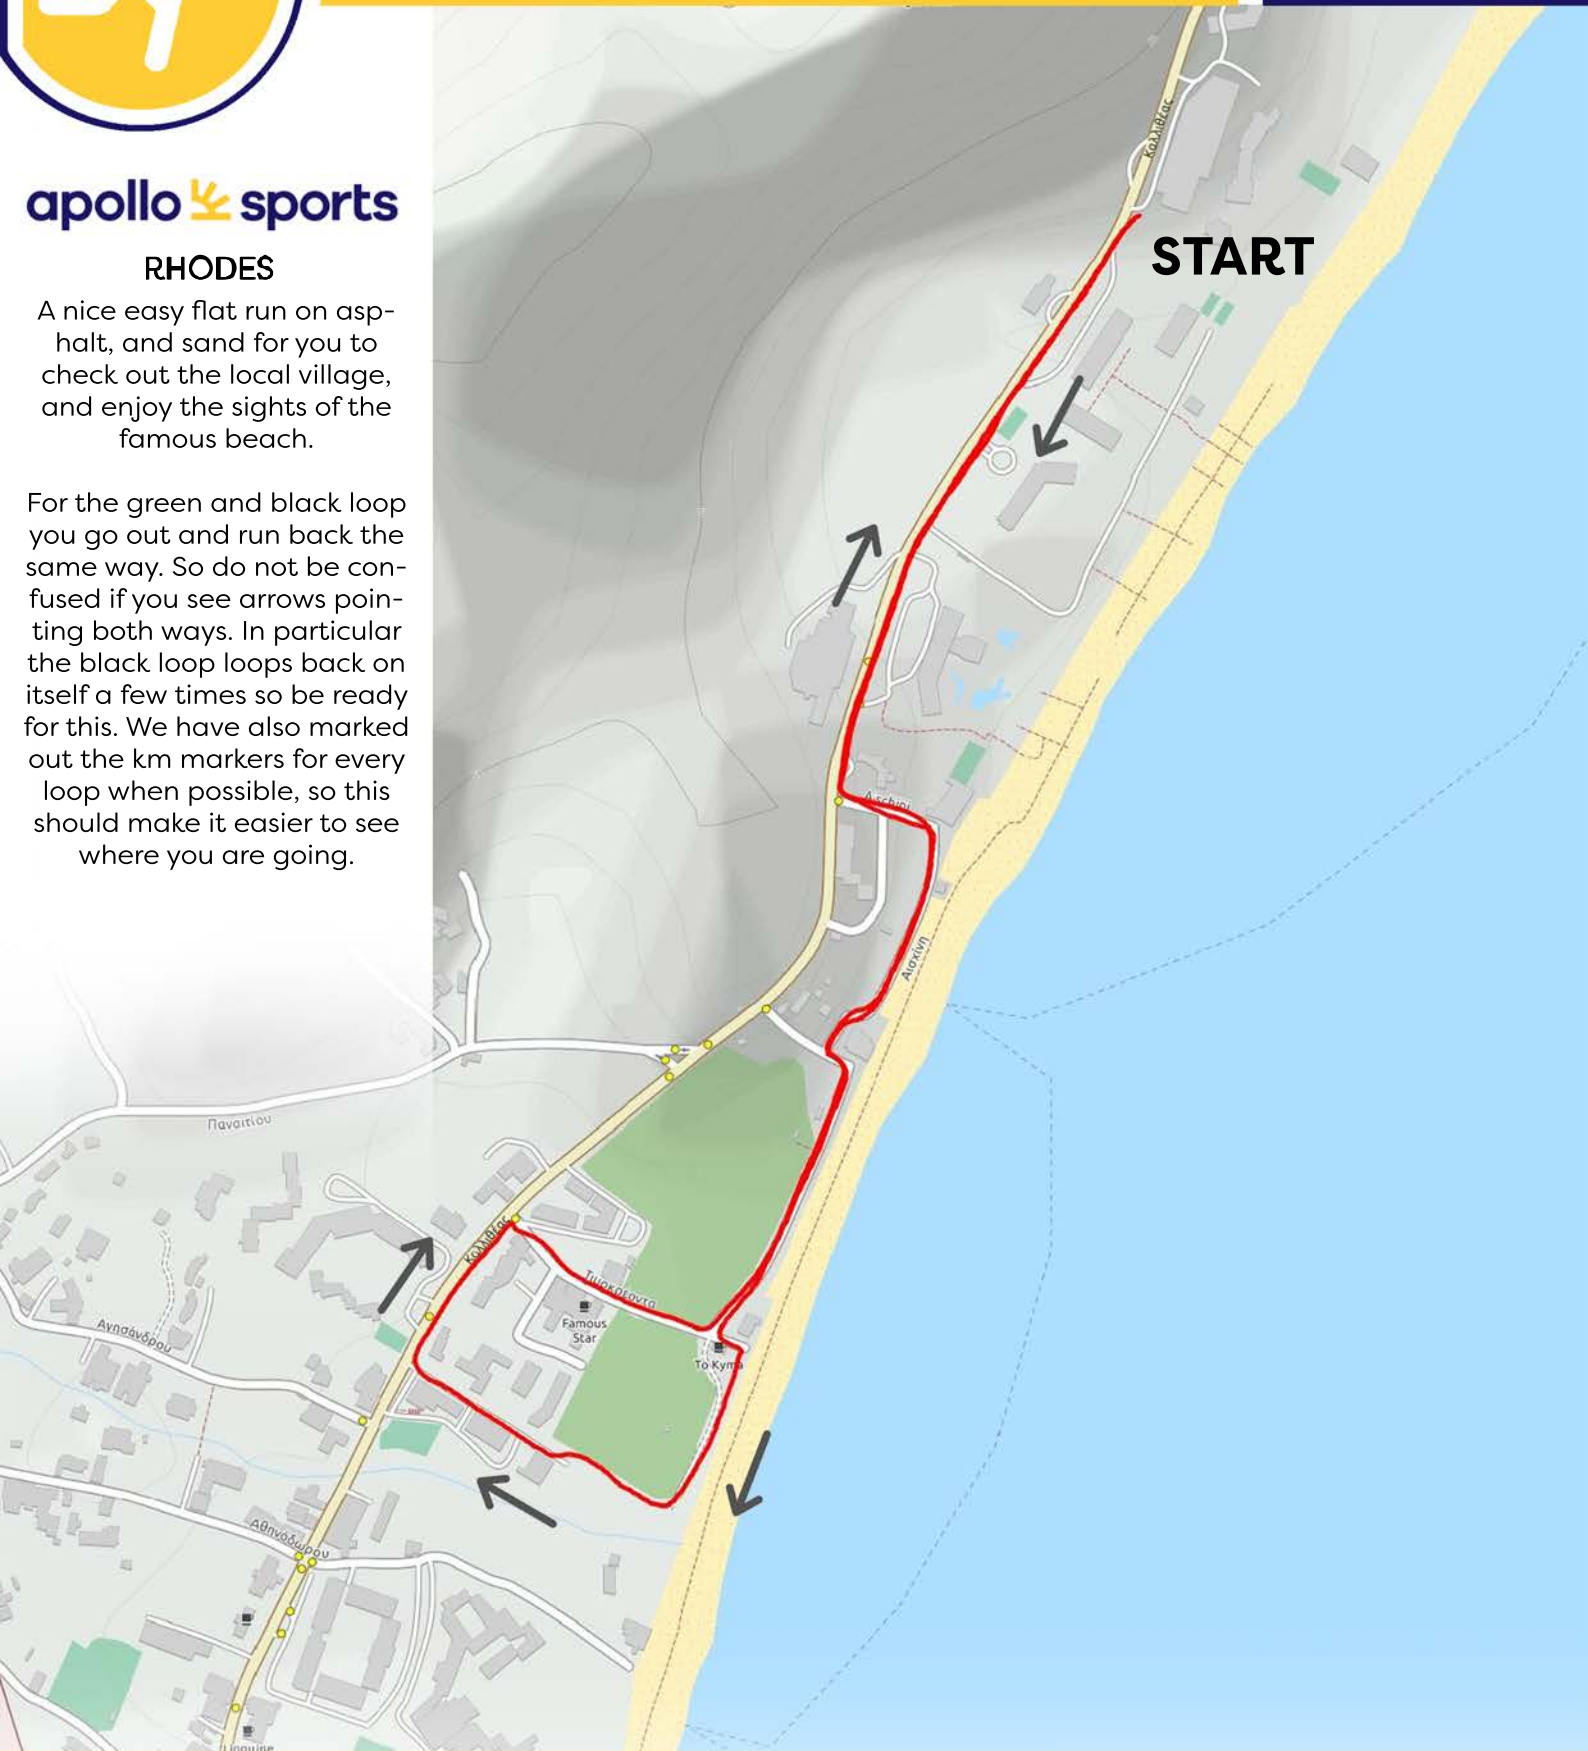 apollo sports
RHODES
A nice easy flat run on asp-
halt, and sand for you to
check out the local village,
and enjoy the sights of the
famous beach.
For the green and black loop
you go out and run back the
same way. So do not be con-
fused if you see arrows poin-
ting both ways. In particular
the black loop loops back on
itself a few times so be ready
for this. We have also marked
out the km markers for every
loop when possible, so this
should make it easier to see
where you are going.
Καλλιθέας
START
Αισχίνη
Παναιτίου
Καλλιθέας
Τιμοκρέοντα
Famous
Star
To Kyma
Αγησάνδρου
Αθηνοδώρου